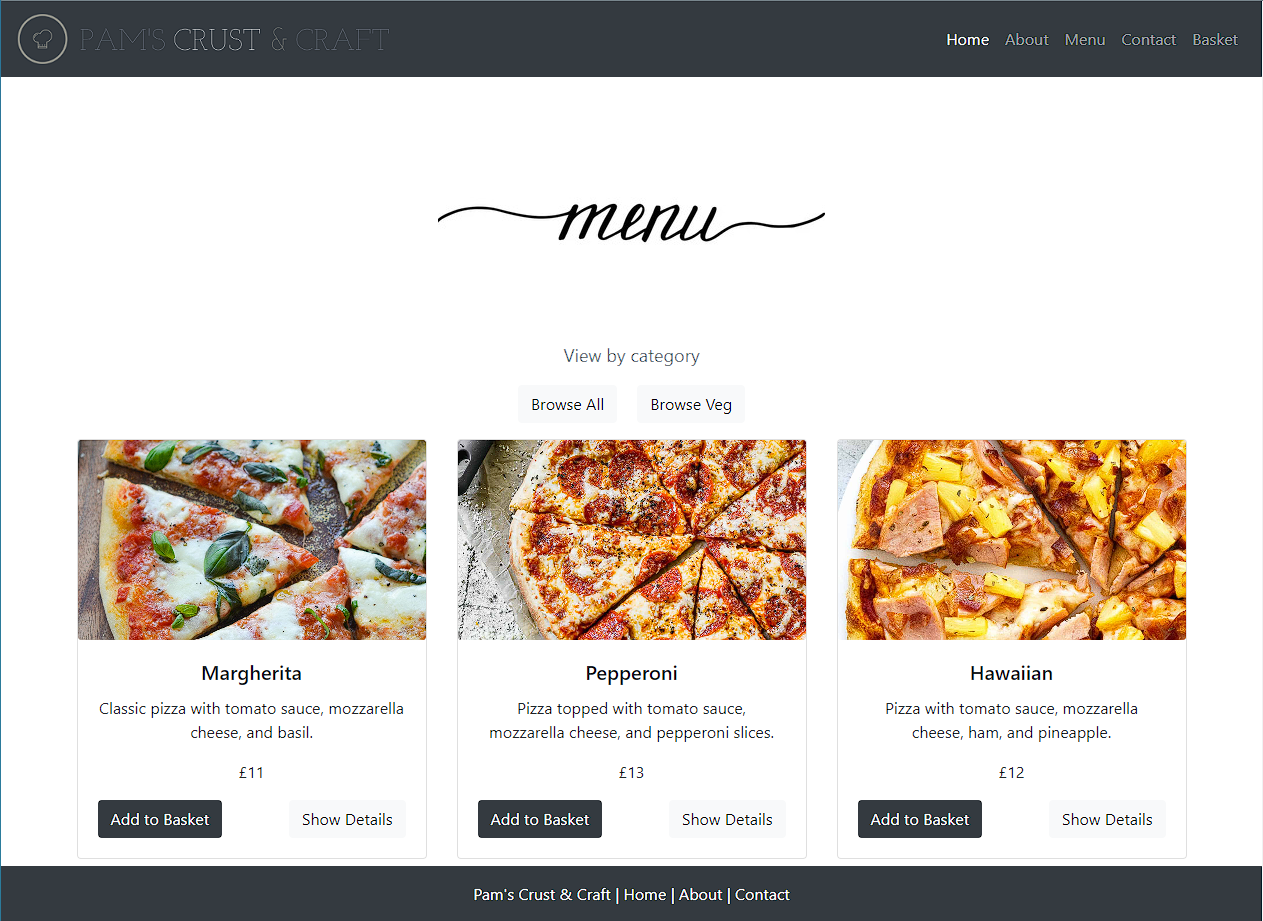 PAM'S CRUST & CRAFT
Home About Menu Contact Basket
menu
View by category
Browse All Browse Veg
Margherita
Classic pizza with tomato sauce, mozzarella
cheese, and basil.
£11
Add to Basket Show Details
Pepperoni
Pizza topped with tomato sauce,
mozzarella cheese, and pepperoni slices.
£13
Add to Basket Show Details
Hawaiian
Pizza with tomato sauce, mozzarella
cheese, ham, and pineapple.
£12
Add to Basket Show Details
Pam's Crust & Craft | Home | About | Contact